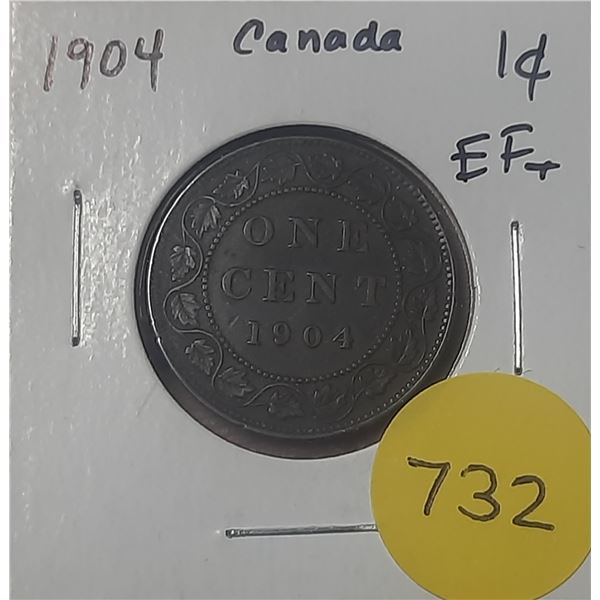 1904 Canada 1¢
EF+
ONE
CENT
1904
732